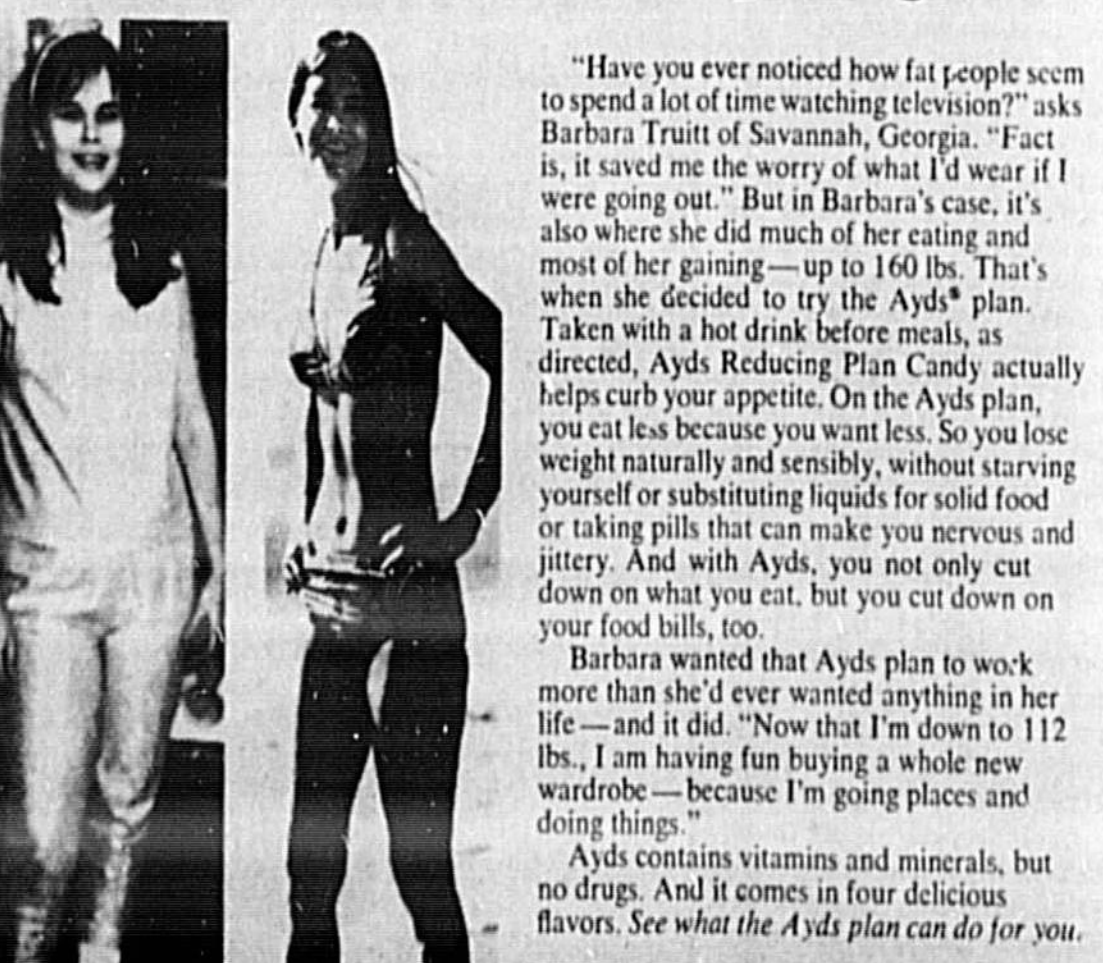 "Have you ever noticed how fat people seem
to spend a lot of time watching television?" asks
Barbara Truitt of Savannah, Georgia. "Fact
is, it saved me the worry of what I'd wear if I
were going out." But in Barbara's case, it's
also where she did much of her eating and
most of her gaining—up to 160 lbs. That's
when she decided to try the Ayds® plan.
Taken with a hot drink before meals, as
directed, Ayds Reducing Plan Candy actually
helps curb your appetite. On the Ayds plan,
you eat less because you want less. So you lose
weight naturally and sensibly, without starving
yourself or substituting liquids for solid food
or taking pills that can make you nervous and
jittery. And with Ayds, you not only cut
down on what you eat, but you cut down on
your food bills, too.
Barbara wanted that Ayds plan to work
more than she'd ever wanted anything in her
life—and it did. "Now that I'm down to 112
lbs., I am having fun buying a whole new
wardrobe—because I'm going places and
doing things."
Ayds contains vitamins and minerals, but
no drugs. And it comes in four delicious
flavors. See what the Ayds plan can do for you.